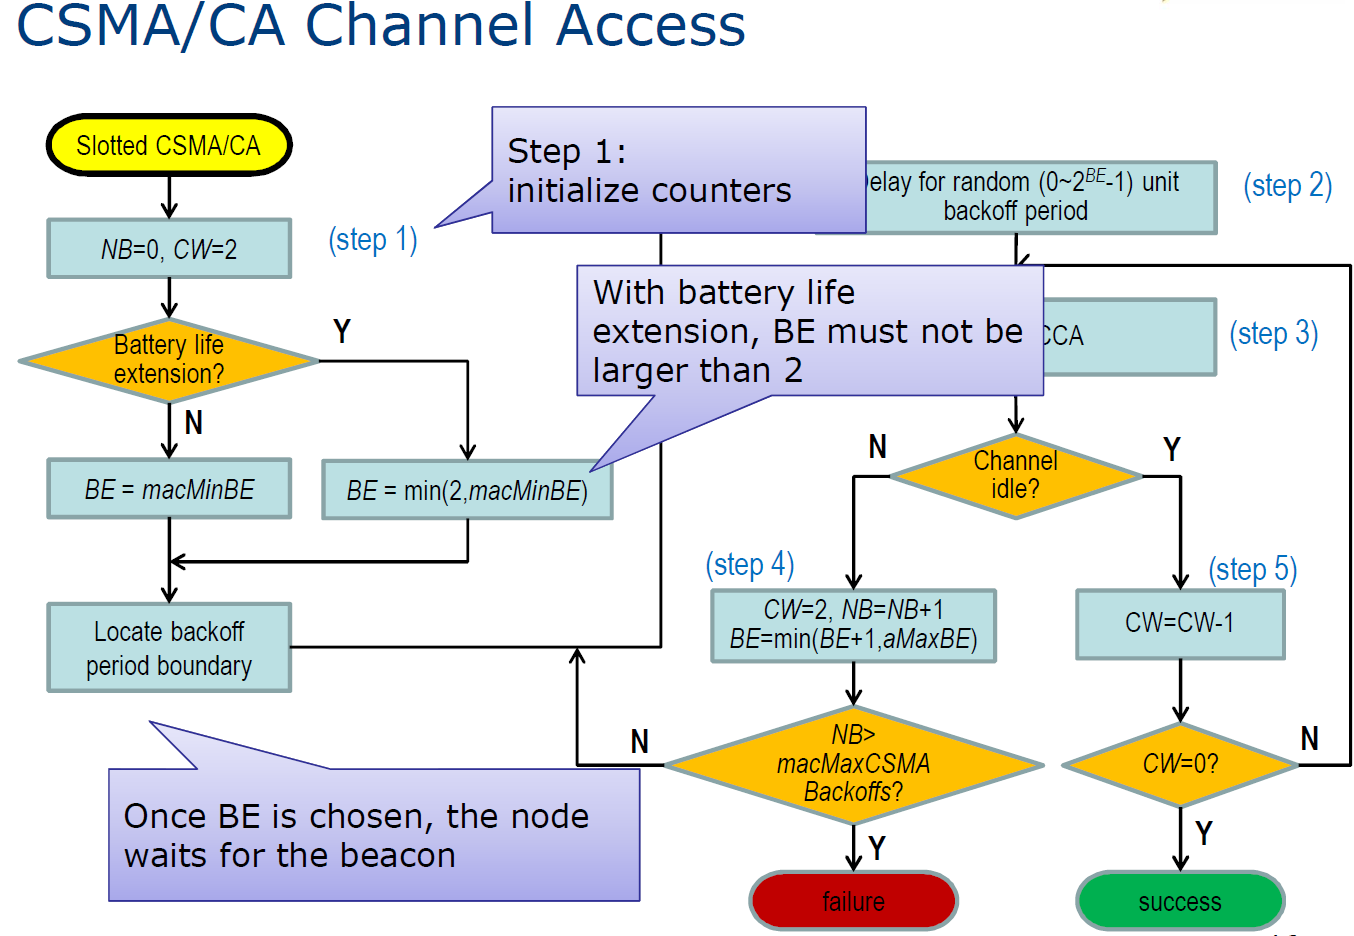 CSMA/CA Channel Access
Slotted CSMA/CA
NB=0, CW=2
(step 1)
Step 1:
initialize counters
Battery life
extension?
Y
N
BE = macMinBE
BE = min(2,macMinBE)
With battery life
extension, BE must not be
larger than 2
Locate backoff
period boundary
Once BE is chosen, the node
waits for the beacon
elay for random (0~2^BE-1) unit
backoff period
(step 2)
CCA
(step 3)
Channel
idle?
N
Y
(step 4)
CW=2, NB=NB+1
BE=min(BE+1,aMaxBE)
(step 5)
CW=CW-1
NB>
macMaxCSMA
Backoffs?
N
Y
failure
CW=0?
N
Y
success